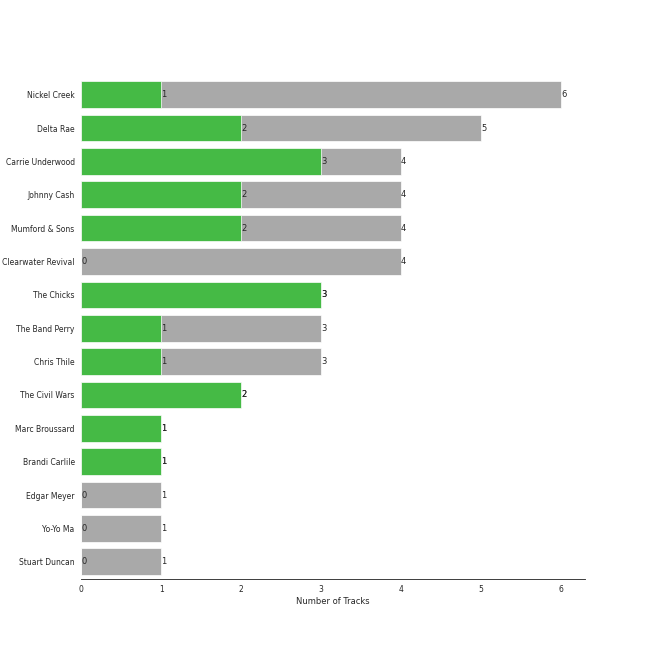 Nickel Creek 1 6
Delta Rae 2 5
Carrie Underwood 3 4
Johnny Cash 2 4
Mumford & Sons 2 4
Clearwater Revival 0 4
The Chicks 3
The Band Perry 1 3
Chris Thile 1 3
The Civil Wars 2
Marc Broussard 1
Brandi Carlile 1
Edgar Meyer 0 1
Yo-Yo Ma 0 1
Stuart Duncan 0 1
0 1 2 3 4 5 6
Number of Tracks